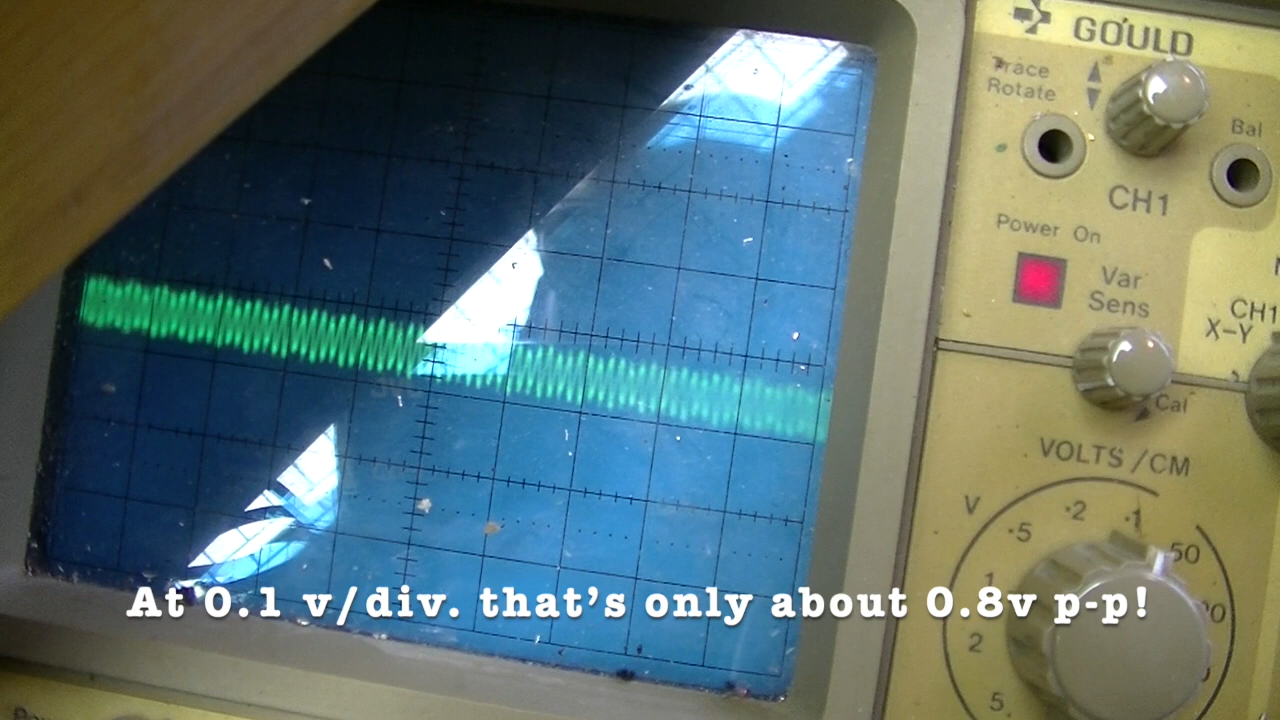 GOULD
Trace
Rotate
Bal
CH1
Power On
Var
Sens
CH1
X-Y
Cal
VOLTS/CM
V
.5
.2
.1
50
1
2
5
At 0.1 v/div. that's only about 0.8v p-p!